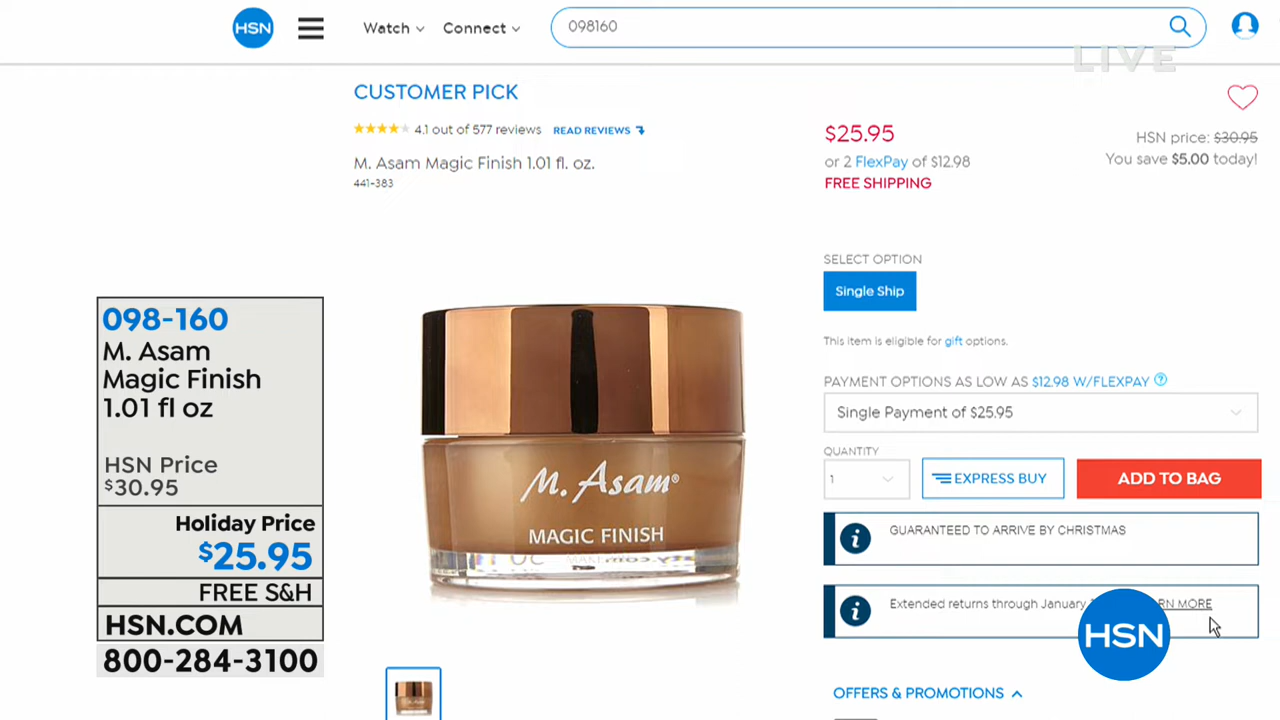 HSN
Watch
Connect
098160
LIVE
CUSTOMER PICK
4.1 out of 577 reviews
READ REVIEWS
M. Asam Magic Finish 1.01 fl. oz.
441-383
$25.95
or 2 FlexPay of $12.98
FREE SHIPPING
HSN price: $30.95
You save $5.00 today!
SELECT OPTION
Single Ship
This item is eligible for gift options.
PAYMENT OPTIONS AS LOW AS $12.98 W/FLEXPAY ?
Single Payment of $25.95
QUANTITY
1
EXPRESS BUY
ADD TO BAG
GUARANTEED TO ARRIVE BY CHRISTMAS
Extended returns through January
MORE
HSN
OFFERS & PROMOTIONS
098-160
M. Asam
Magic Finish
1.01 fl oz
HSN Price
$30.95
Holiday Price
$25.95
FREE S&H
HSN.COM
800-284-3100
M. Asam®
MAGIC FINISH